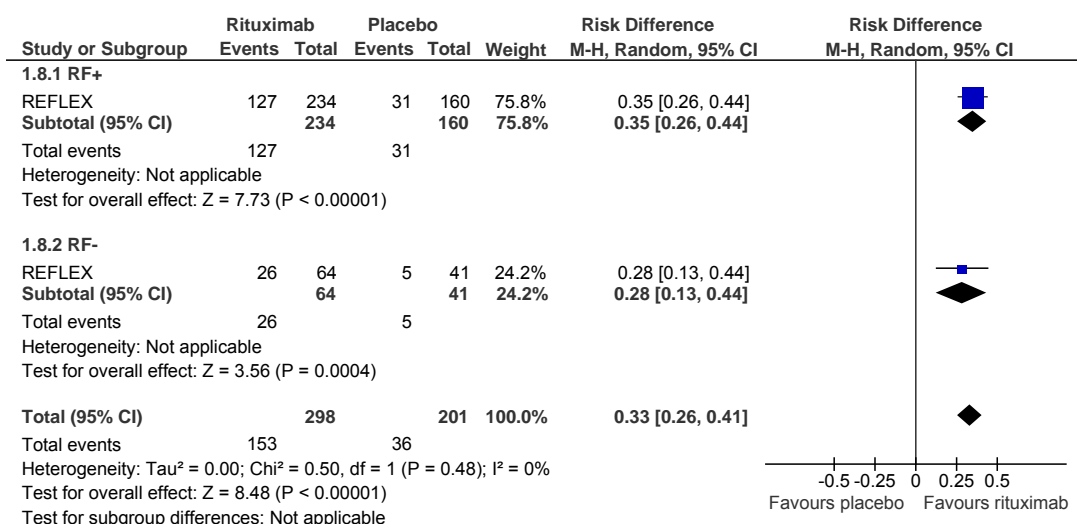 Rituximab Placebo Risk Difference Risk Difference
Study or Subgroup Events Total Events Total Weight M-H, Random, 95% CI M-H, Random, 95% CI
1.8.1 RF+
REFLEX 127 234 31 160 75.8% 0.35 [0.26, 0.44]
Subtotal (95% CI) 234 160 75.8% 0.35 [0.26, 0.44]
Total events 127 31
Heterogeneity: Not applicable
Test for overall effect: Z = 7.73 (P < 0.00001)
1.8.2 RF-
REFLEX 26 64 5 41 24.2% 0.28 [0.13, 0.44]
Subtotal (95% CI) 64 41 24.2% 0.28 [0.13, 0.44]
Total events 26 5
Heterogeneity: Not applicable
Test for overall effect: Z = 3.56 (P = 0.0004)
Total (95% CI) 298 201 100.0% 0.33 [0.26, 0.41]
Total events 153 36
Heterogeneity: Tau² = 0.00; Chi² = 0.50, df = 1 (P = 0.48); I² = 0%
Test for overall effect: Z = 8.48 (P < 0.00001)
Test for subgroup differences: Not applicable
-0.5 -0.25 0 0.25 0.5
Favours placebo Favours rituximab